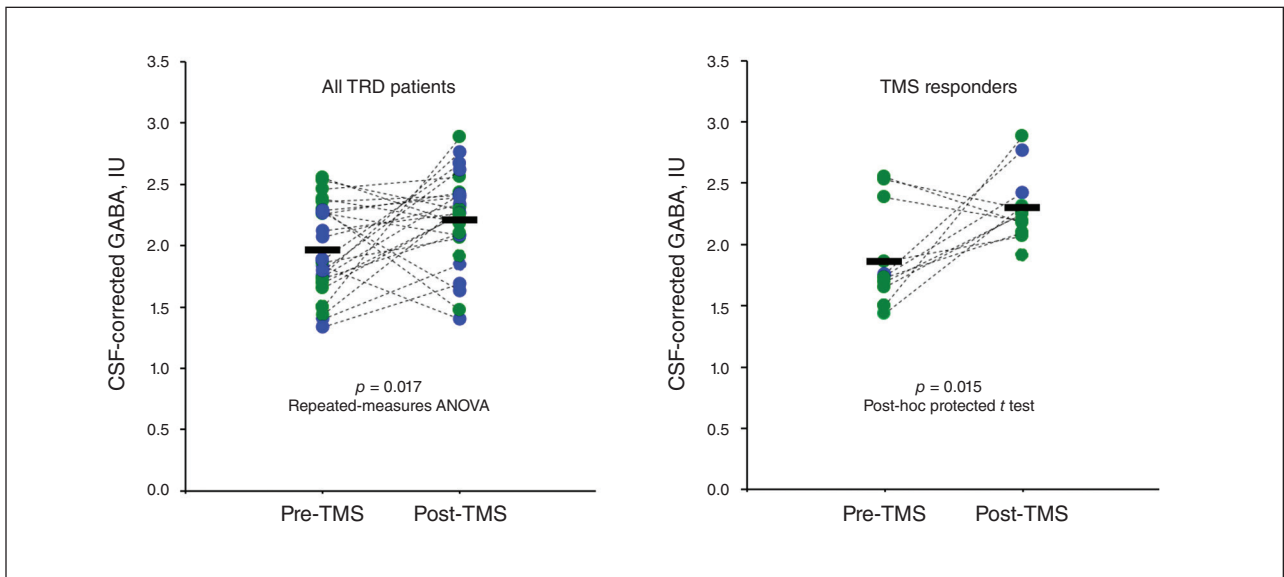 All TRD patients
CSF-corrected GABA, IU
3.5
3.0
2.5
2.0
1.5
1.0
0.5
0.0
p = 0.017
Repeated-measures ANOVA
Pre-TMS
Post-TMS
TMS responders
CSF-corrected GABA, IU
3.5
3.0
2.5
2.0
1.5
1.0
0.5
0.0
p = 0.015
Post-hoc protected t test
Pre-TMS
Post-TMS